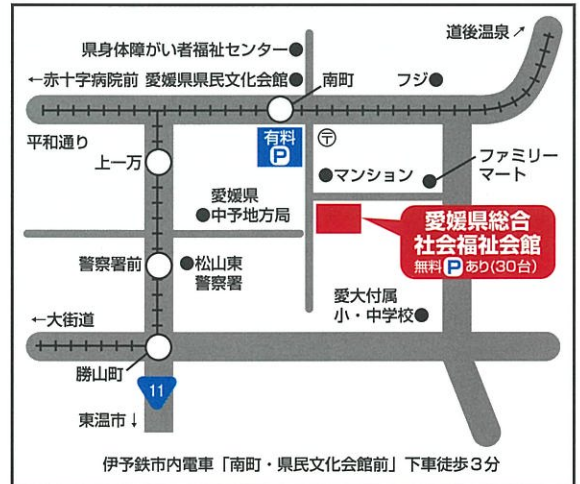 道後温泉↗
県身体障がい者福祉センター●
←赤十字病院前 愛媛県県民文化会館●
南町
フジ●
平和通り
有料
P
〒
上一万
●マンション
ファミリー
マート
愛媛県
●中予地方局
愛媛県総合
社会福祉会館
無料Pあり(30台)
警察署前
●松山東
警察署
←大街道
愛大付属
小・中学校●
勝山町
11
東温市↓
伊予鉄市内電車「南町・県民文化会館前」下車徒歩3分